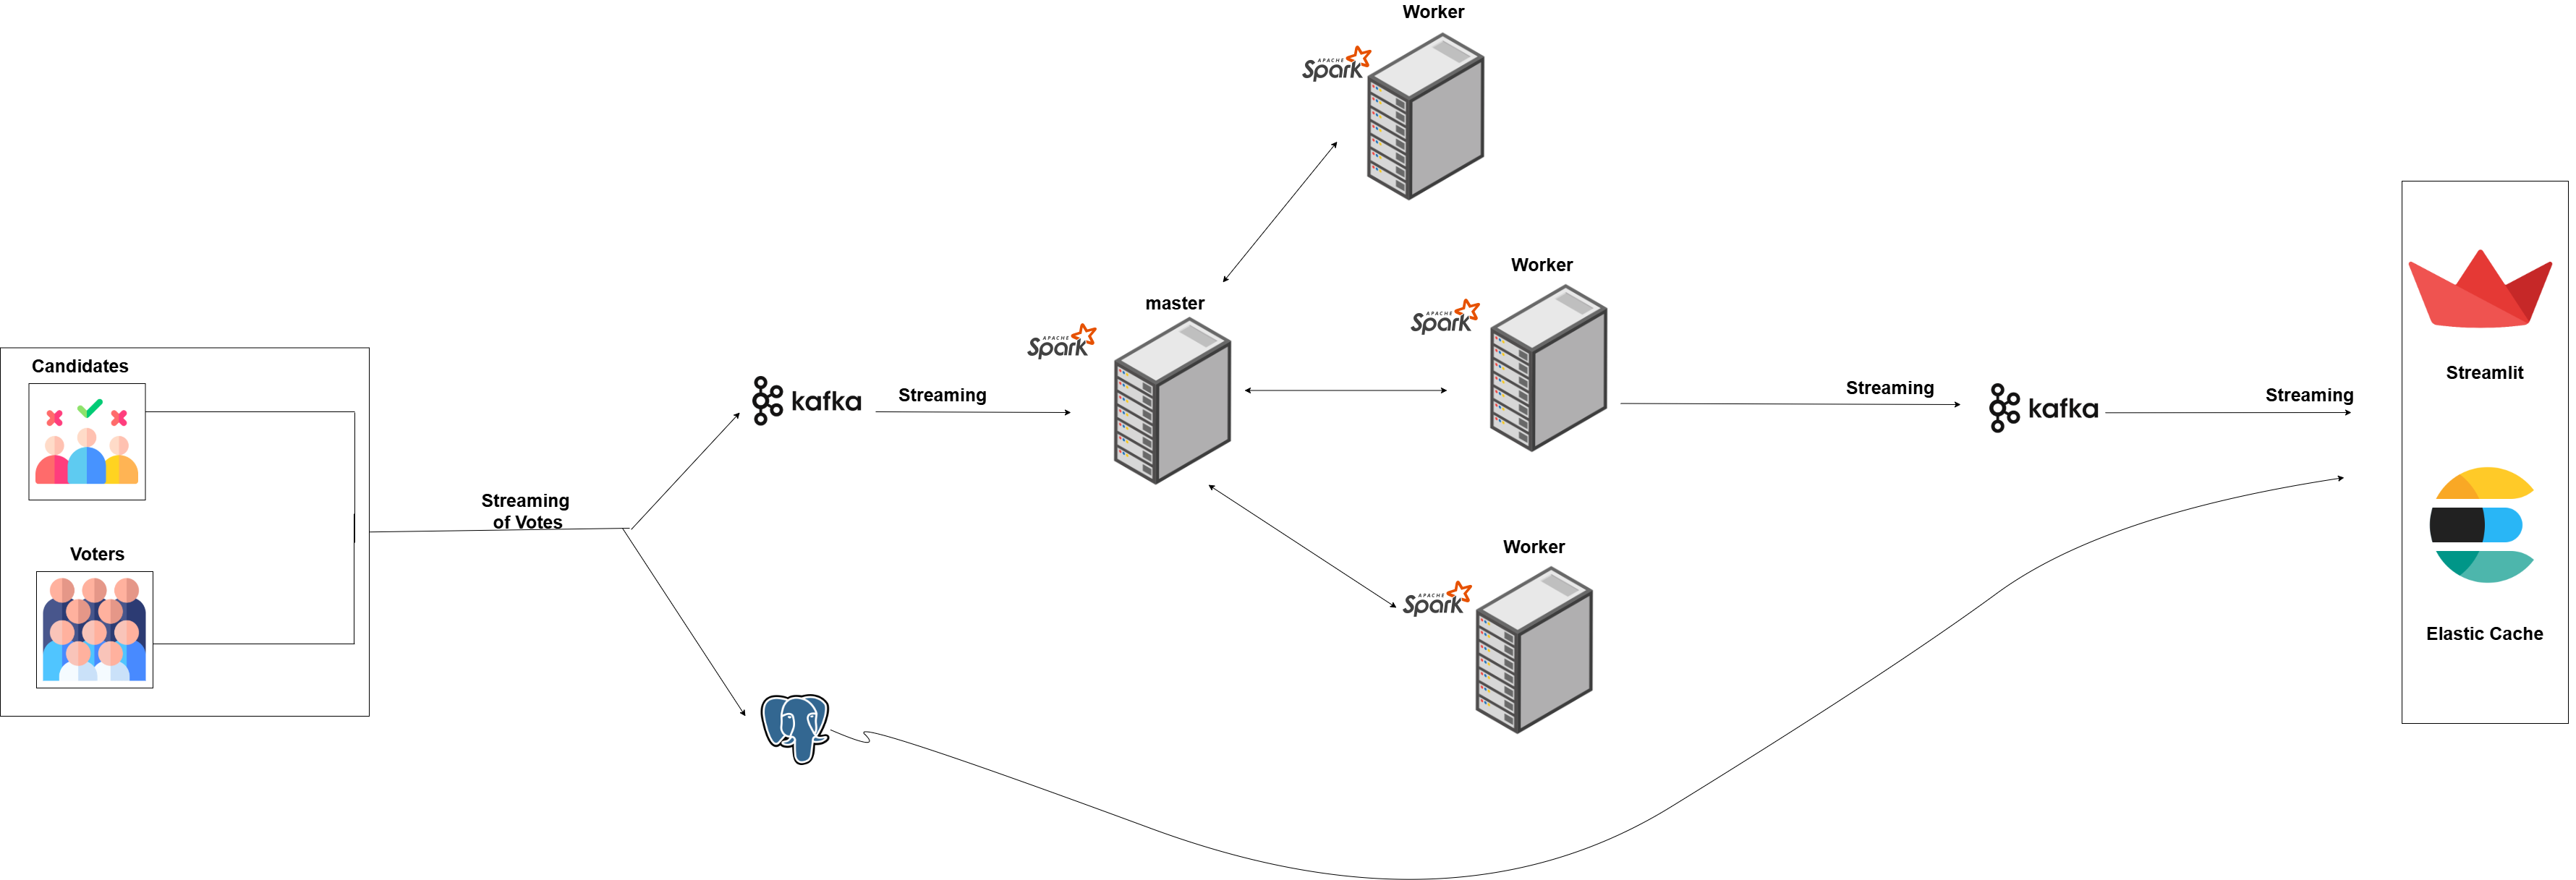 Worker
APACHE
Spark
Worker
APACHE
Spark
master
APACHE
Spark
Candidates
kafka
Streaming
Streaming
kafka
Streaming
Streamlit
Streaming
of Votes
Voters
Worker
APACHE
Spark
Elastic Cache